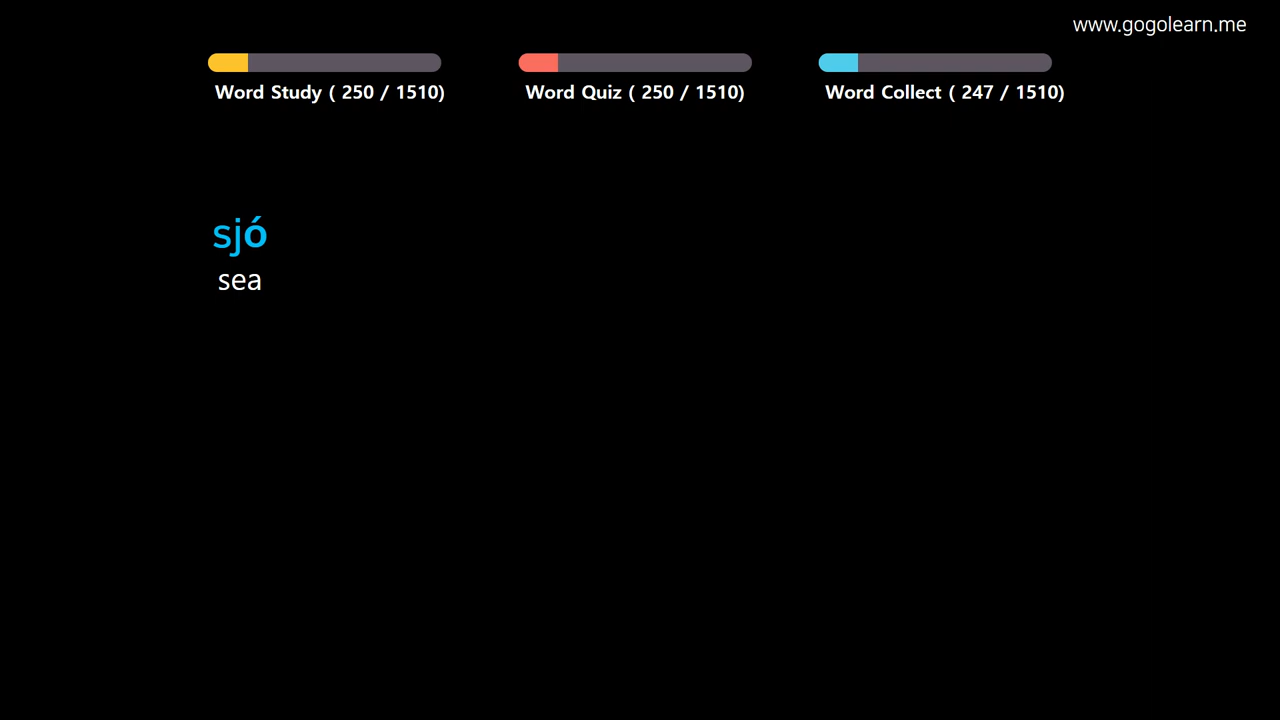 www.gogolearn.me
Word Study ( 250 / 1510)
Word Quiz ( 250 / 1510)
Word Collect ( 247 / 1510)
sjó
sea